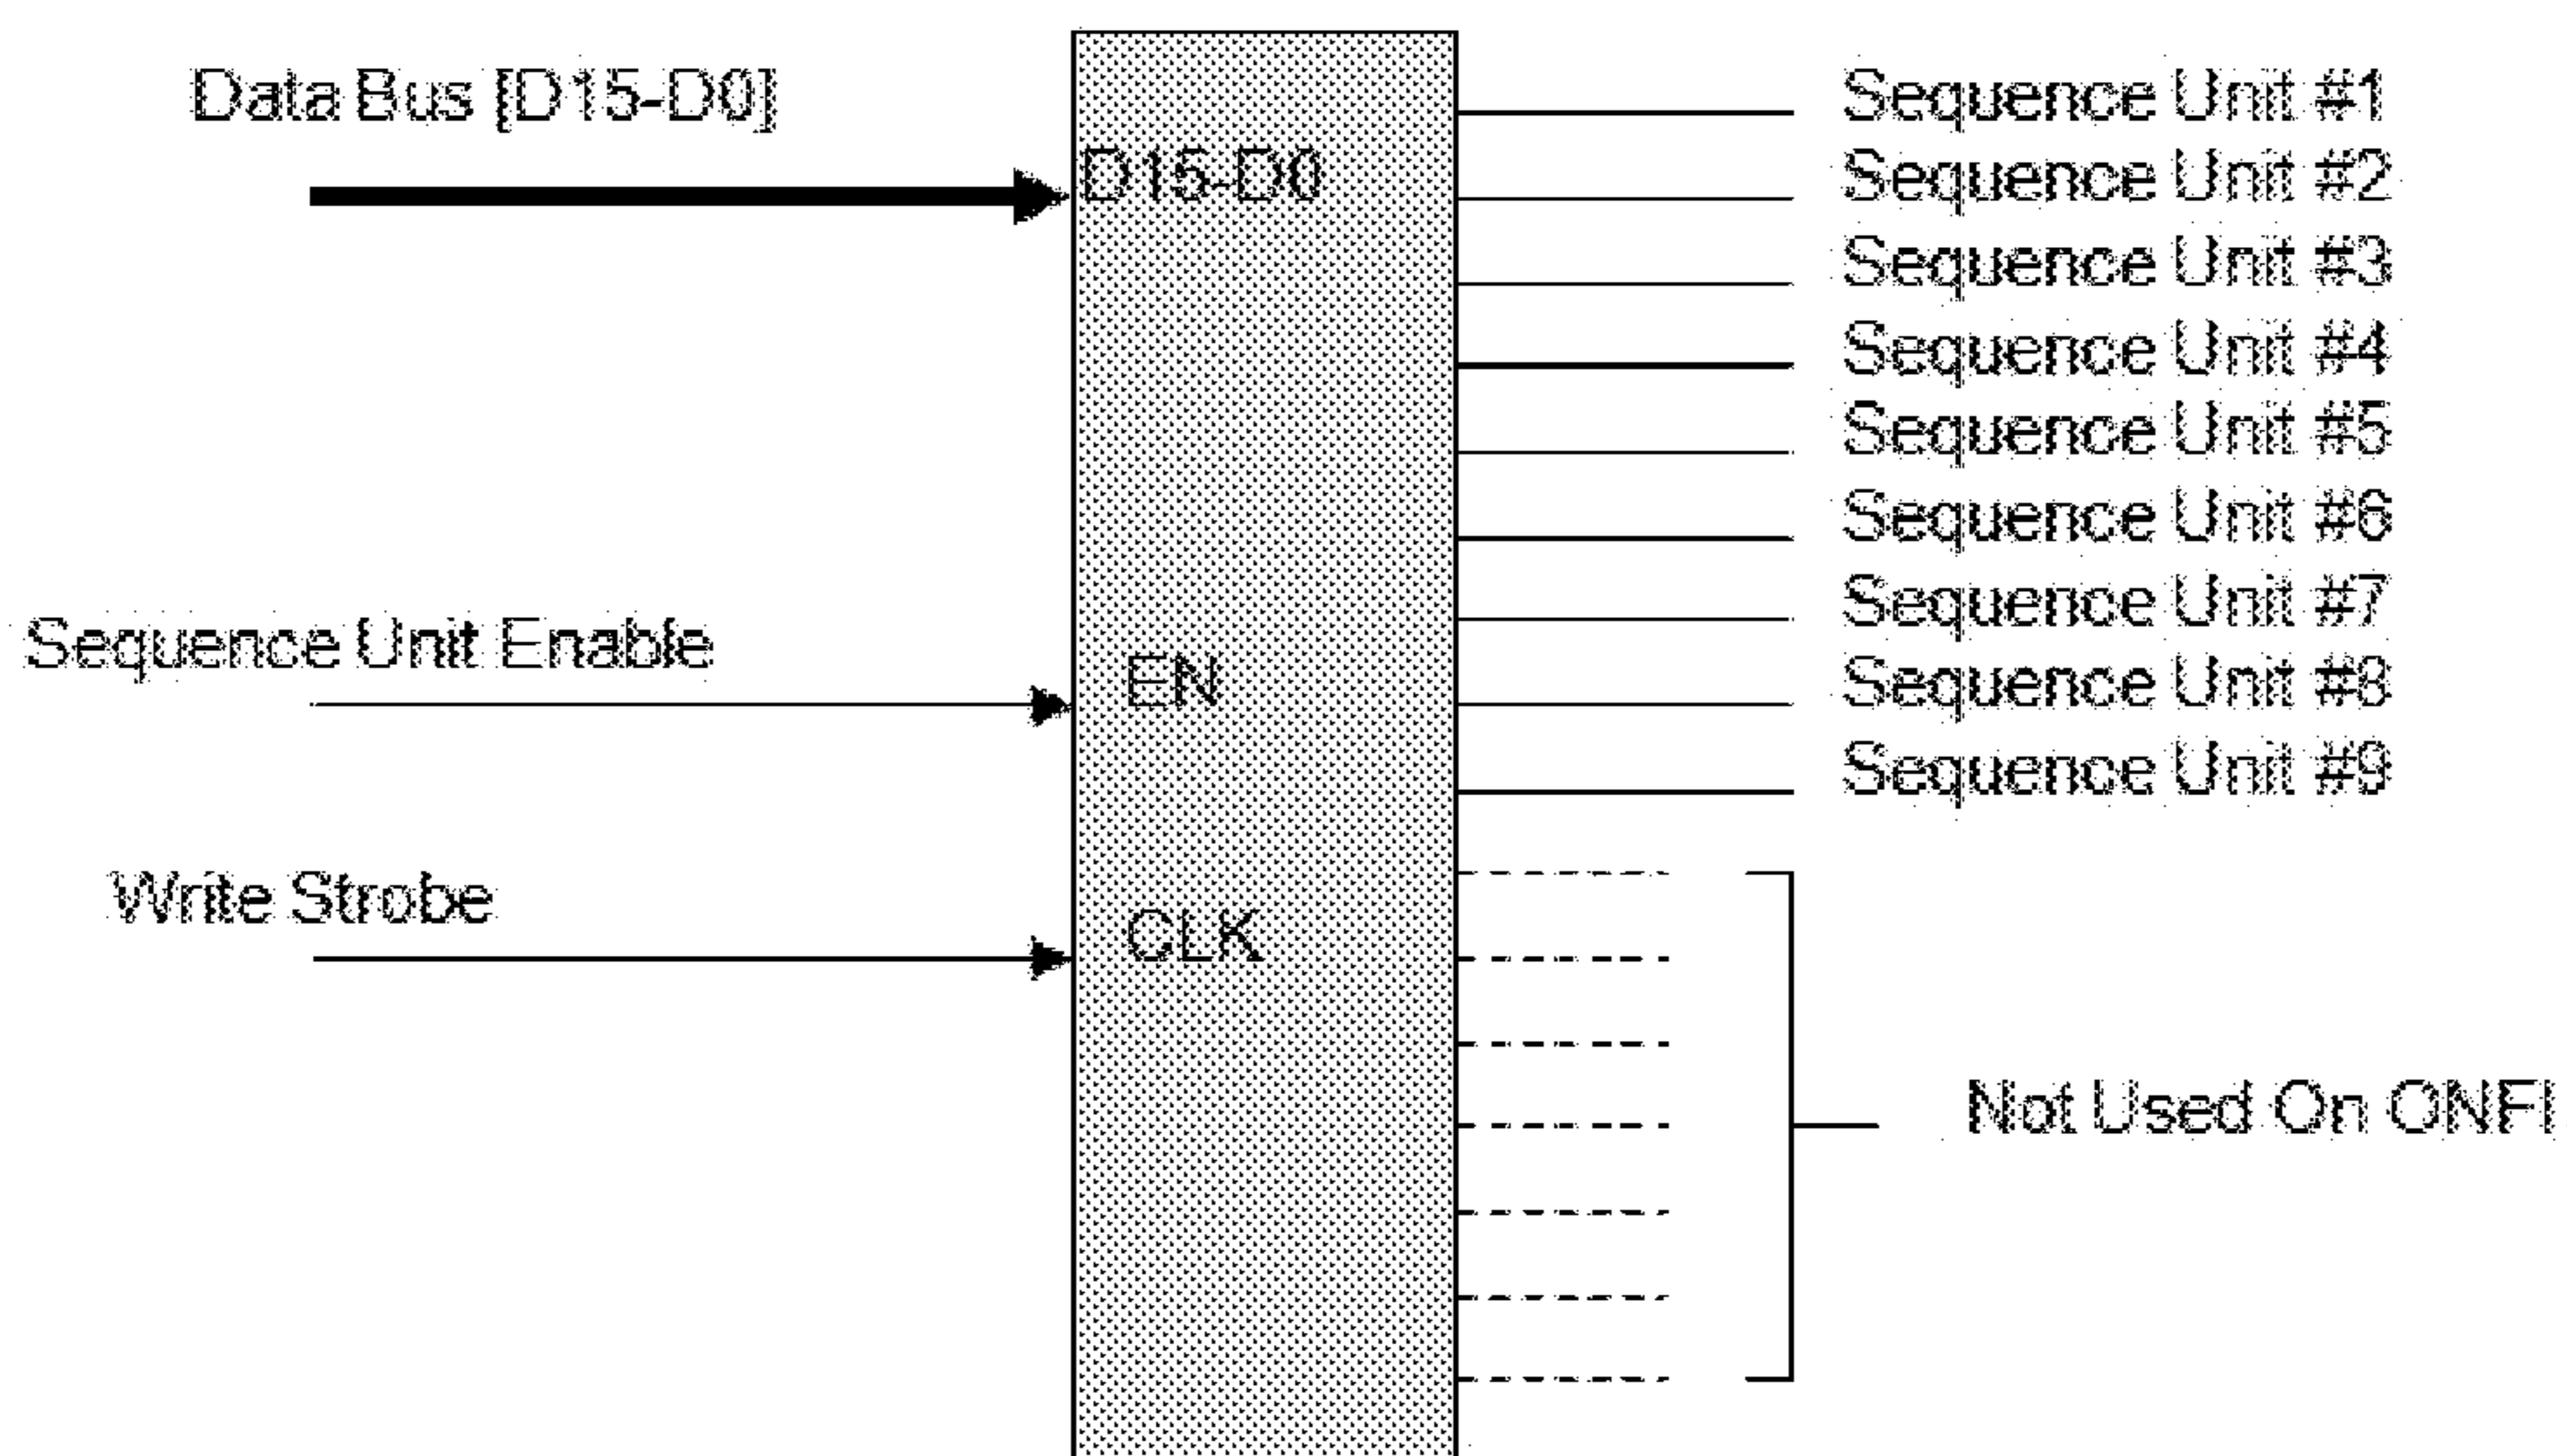 Data Bus [D15-D0]
D15-D0
Sequence Unit Enable
EN
Write Strobe
CLK
Sequence Unit #1
Sequence Unit #2
Sequence Unit #3
Sequence Unit #4
Sequence Unit #5
Sequence Unit #6
Sequence Unit #7
Sequence Unit #8
Sequence Unit #9
Not Used On ONFI